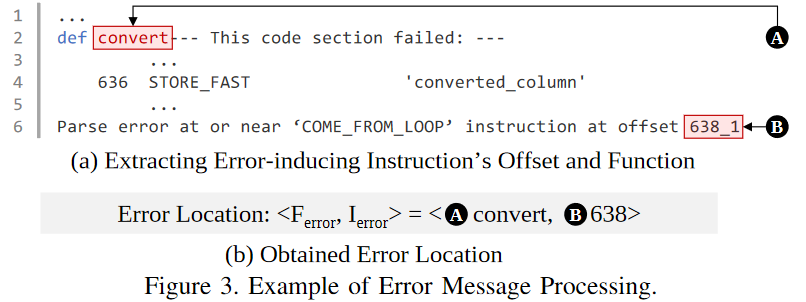 1 ...
2 def convert--- This code section failed: --- A
3 ...
4 636 STORE_FAST 'converted_column'
5 ...
6 Parse error at or near ‘COME_FROM_LOOP’ instruction at offset 638_1 B
(a) Extracting Error-inducing Instruction’s Offset and Function
Error Location: <Ferror, Ierror> = <A convert, B 638>
(b) Obtained Error Location
Figure 3. Example of Error Message Processing.